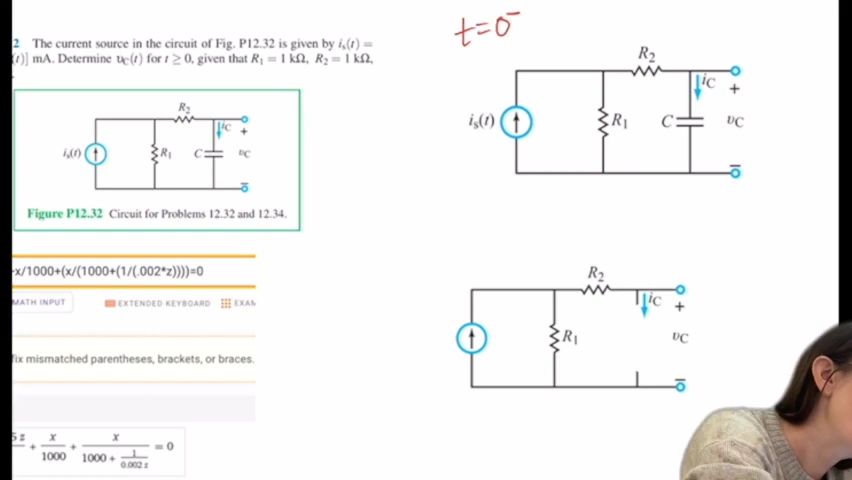 2 The current source in the circuit of Fig. P12.32 is given by iₛ(t) =
(t)] mA. Determine υC(t) for t ≥ 0, given that R₁ = 1 kΩ, R₂ = 1 kΩ,
R₂
iC
+
iₛ(t)
R₁
C
υC
–
Figure P12.32 Circuit for Problems 12.32 and 12.34.
x/1000+(x/(1000+(1/(.002*z))))=0
MATH INPUT
EXTENDED KEYBOARD
EXAM
fix mismatched parentheses, brackets, or braces.
z + x/1000 + x/(1000 + 1/(0.002 z)) = 0
t=0⁻
R₂
iC
+
iₛ(t)
R₁
C
υC
–
R₂
iC
+
R₁
υC
–